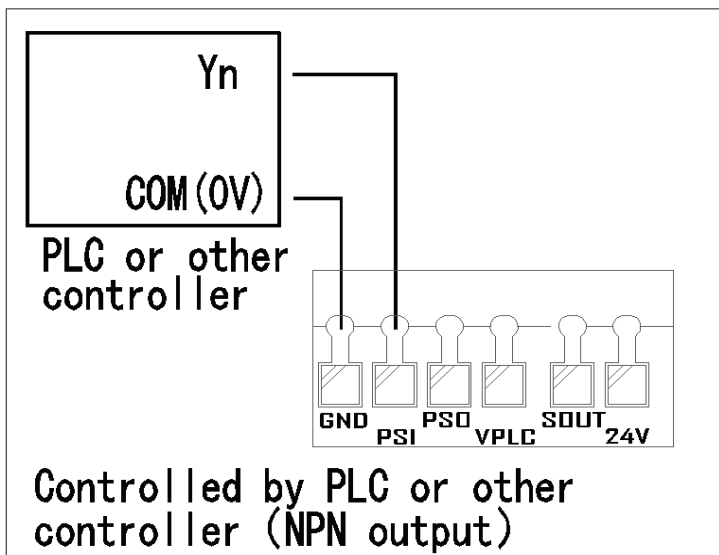 Yn
COM(0V)
PLC or other
controller
GND
PSI
PSO
VPLC
SOUT
24V
Controlled by PLC or other
controller (NPN output)